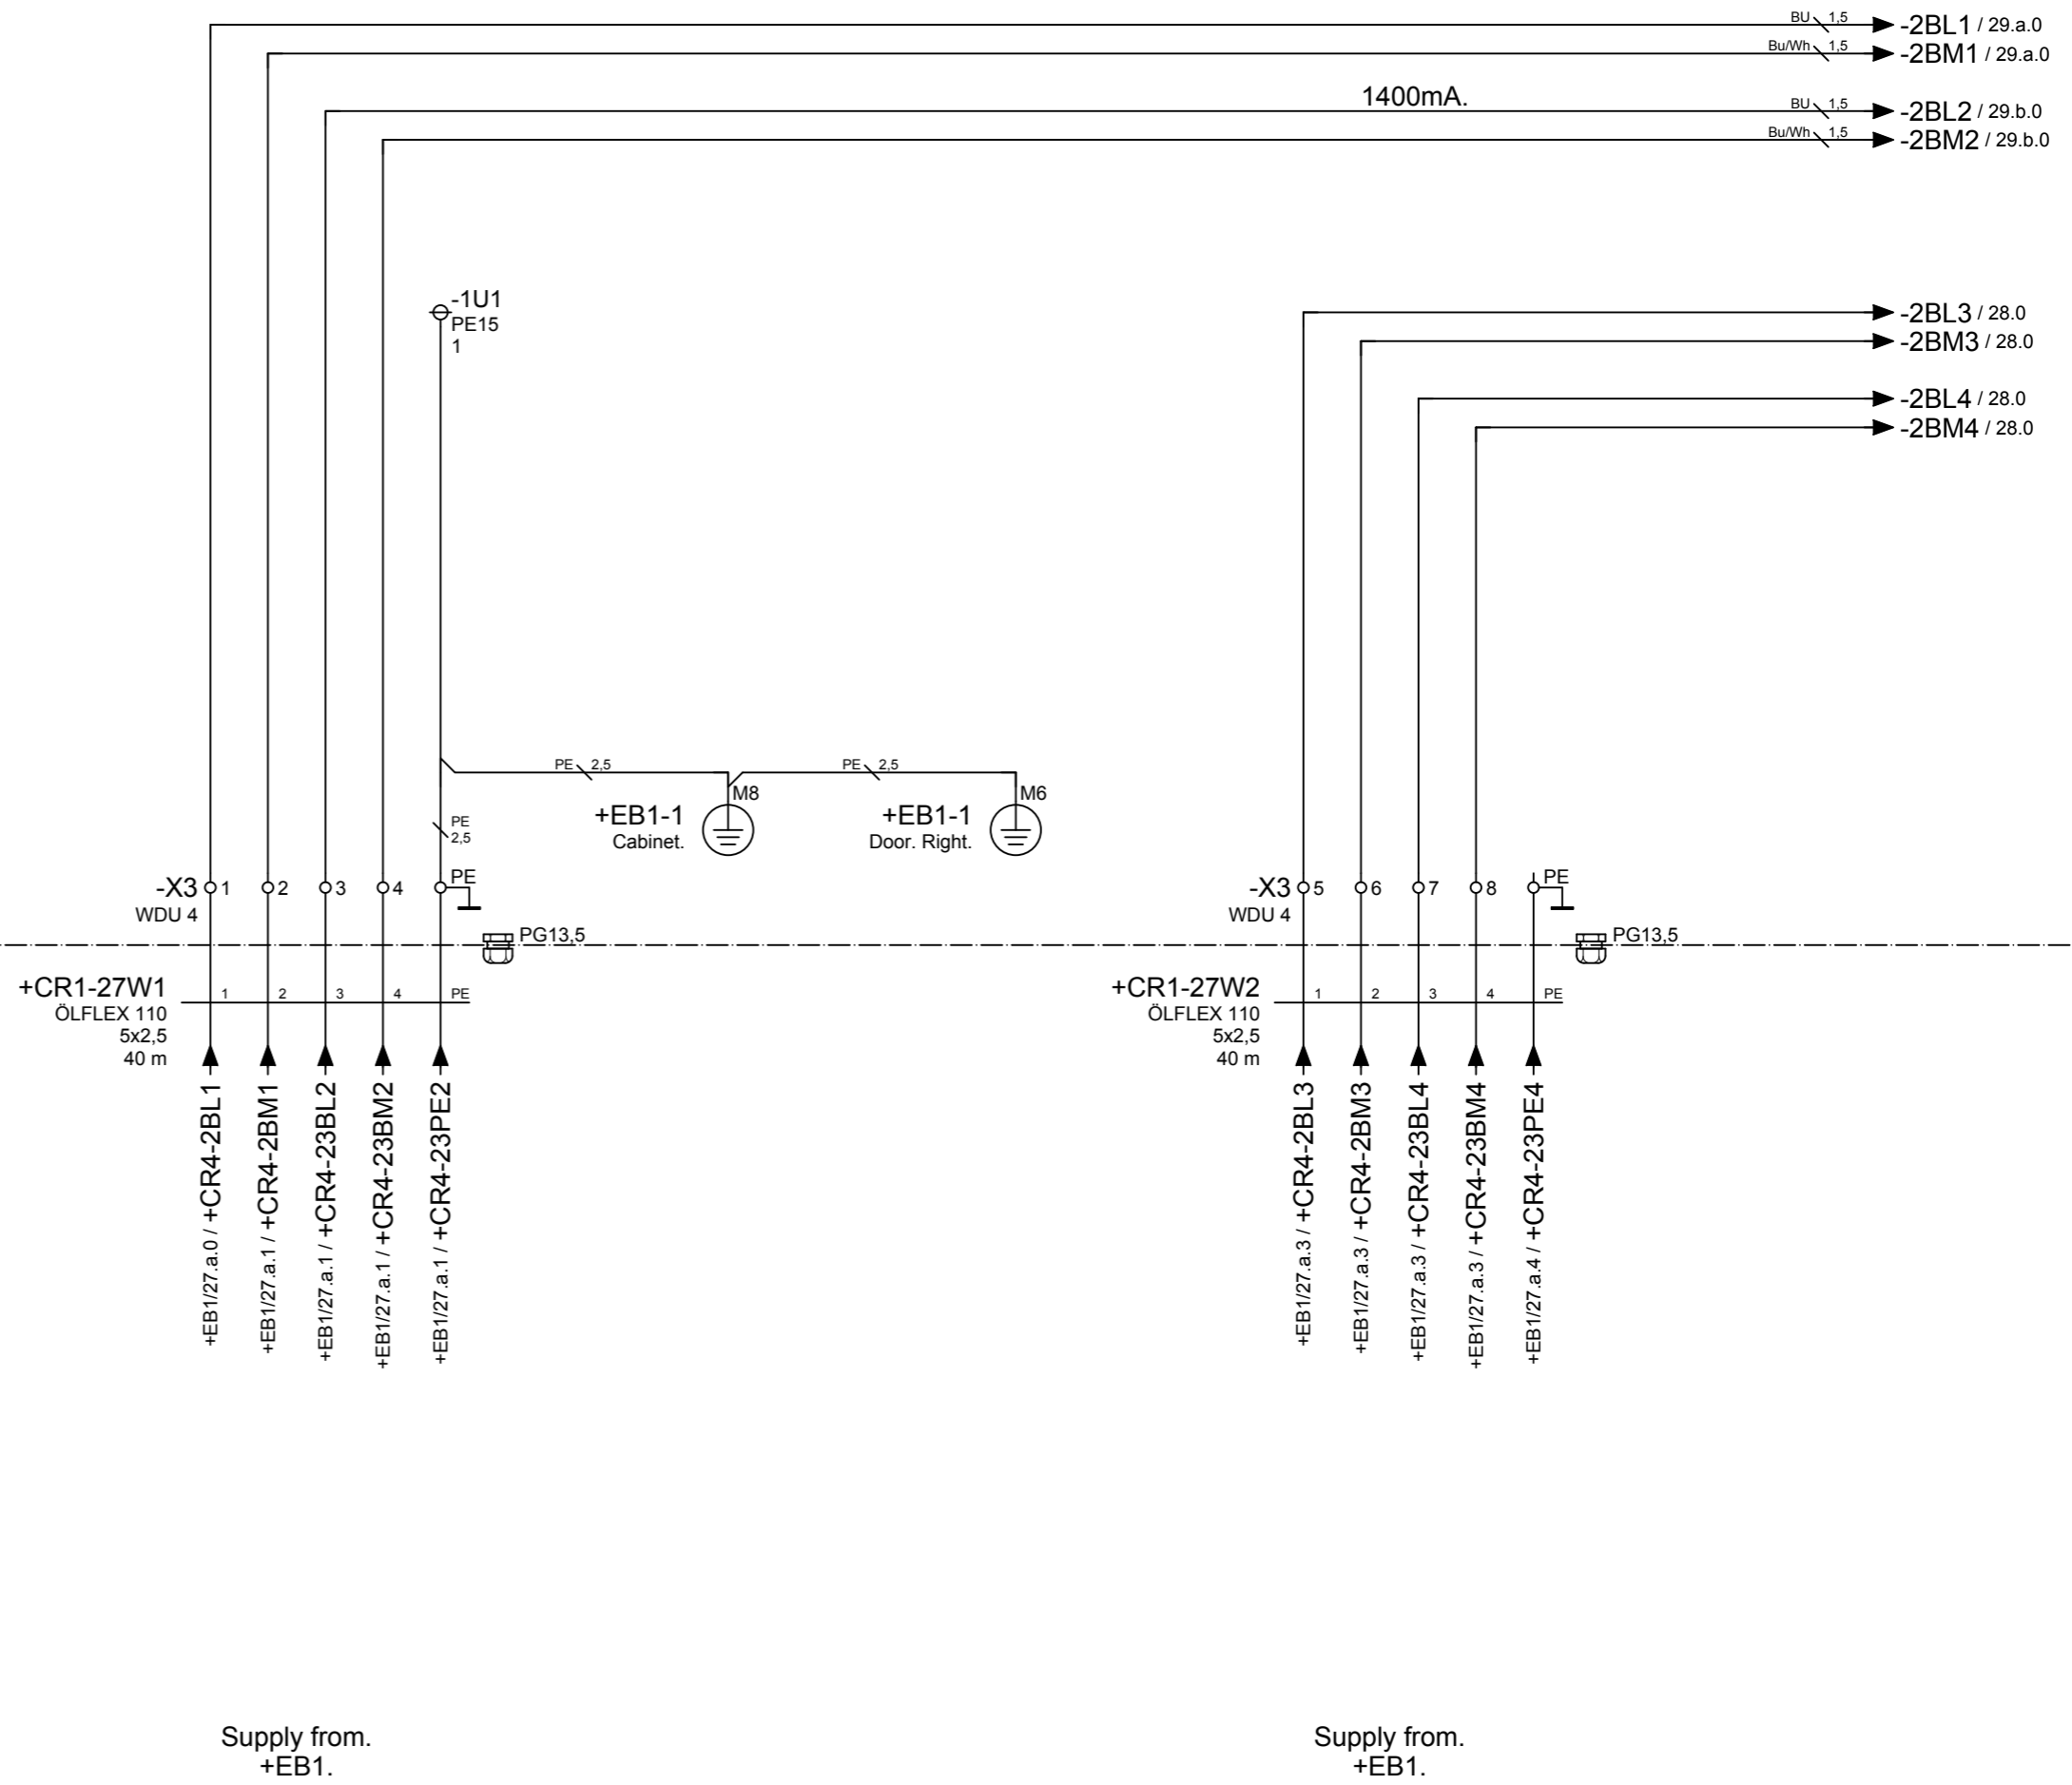 BU 1,5 -2BL1 / 29.a.0
Bu/Wh 1,5 -2BM1 / 29.a.0
1400mA.
BU 1,5 -2BL2 / 29.b.0
Bu/Wh 1,5 -2BM2 / 29.b.0
-1U1
PE15
1
-2BL3 / 28.0
-2BM3 / 28.0
-2BL4 / 28.0
-2BM4 / 28.0
PE 2,5
PE 2,5
M8
M6
+EB1-1
Cabinet.
+EB1-1
Door. Right.
PE
2,5
-X3 1 2 3 4 PE
WDU 4
-X3 5 6 7 8 PE
WDU 4
PG13,5
PG13,5
+CR1-27W1 1 2 3 4 PE
ÖLFLEX 110
5x2,5
40 m
+CR1-27W2 1 2 3 4 PE
ÖLFLEX 110
5x2,5
40 m
+EB1/27.a.0 / +CR4-2BL1
+EB1/27.a.1 / +CR4-2BM1
+EB1/27.a.1 / +CR4-23BL2
+EB1/27.a.1 / +CR4-23BM2
+EB1/27.a.1 / +CR4-23PE2
+EB1/27.a.3 / +CR4-2BL3
+EB1/27.a.3 / +CR4-2BM3
+EB1/27.a.3 / +CR4-23BL4
+EB1/27.a.3 / +CR4-23BM4
+EB1/27.a.4 / +CR4-23PE4
Supply from.
+EB1.
Supply from.
+EB1.